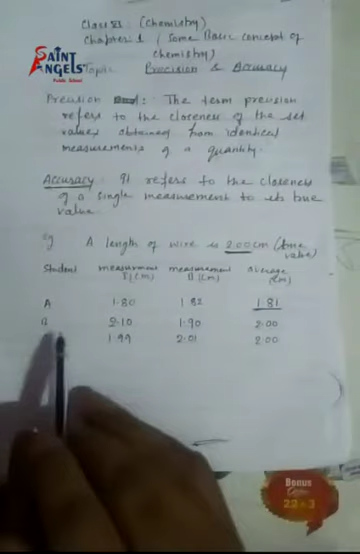 Class XI : (Chemistry)
Chapter-1 (Some Basic concept of
Chemistry)
SAINT ANGELS
Public School
Topic Precision & Accuracy
Precision : The term precision
refers to the closeness of the set
values obtained from identical
measurements of a quantity.
Accuracy : It refers to the closeness
of a single measurement to its true
value.
eg A length of wire is 2.00 cm (true
value)
Student measurement I (cm) measurement II (cm) average (cm)
A 1.80 1.82 1.81
B 2.10 1.90 2.00
1.99 2.01 2.00
Bonus
22+3